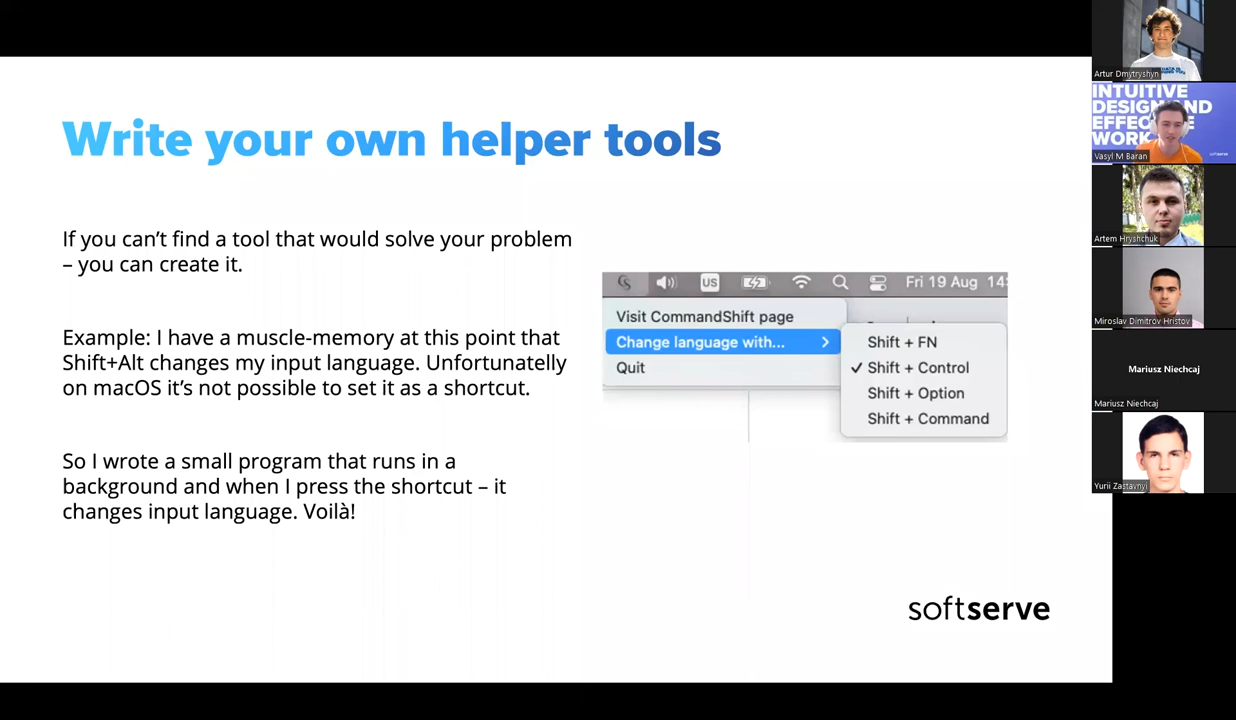 Write your own helper tools
If you can’t find a tool that would solve your problem
– you can create it.
Example: I have a muscle-memory at this point that
Shift+Alt changes my input language. Unfortunatelly
on macOS it’s not possible to set it as a shortcut.
So I wrote a small program that runs in a
background and when I press the shortcut – it
changes input language. Voilà!
US
Fri 19 Aug 14:
Visit CommandShift page
Change language with...
Quit
Shift + FN
Shift + Control
Shift + Option
Shift + Command
softserve
Artur Dmytryshyn
INTUITIVE
DESIGN AND
WORK
softserve
Vasyl M Baran
Artem Hryshchuk
Miroslav Dimitrov Hristov
Mariusz Niechcaj
Mariusz Niechcaj
Yurii Zastavnyi